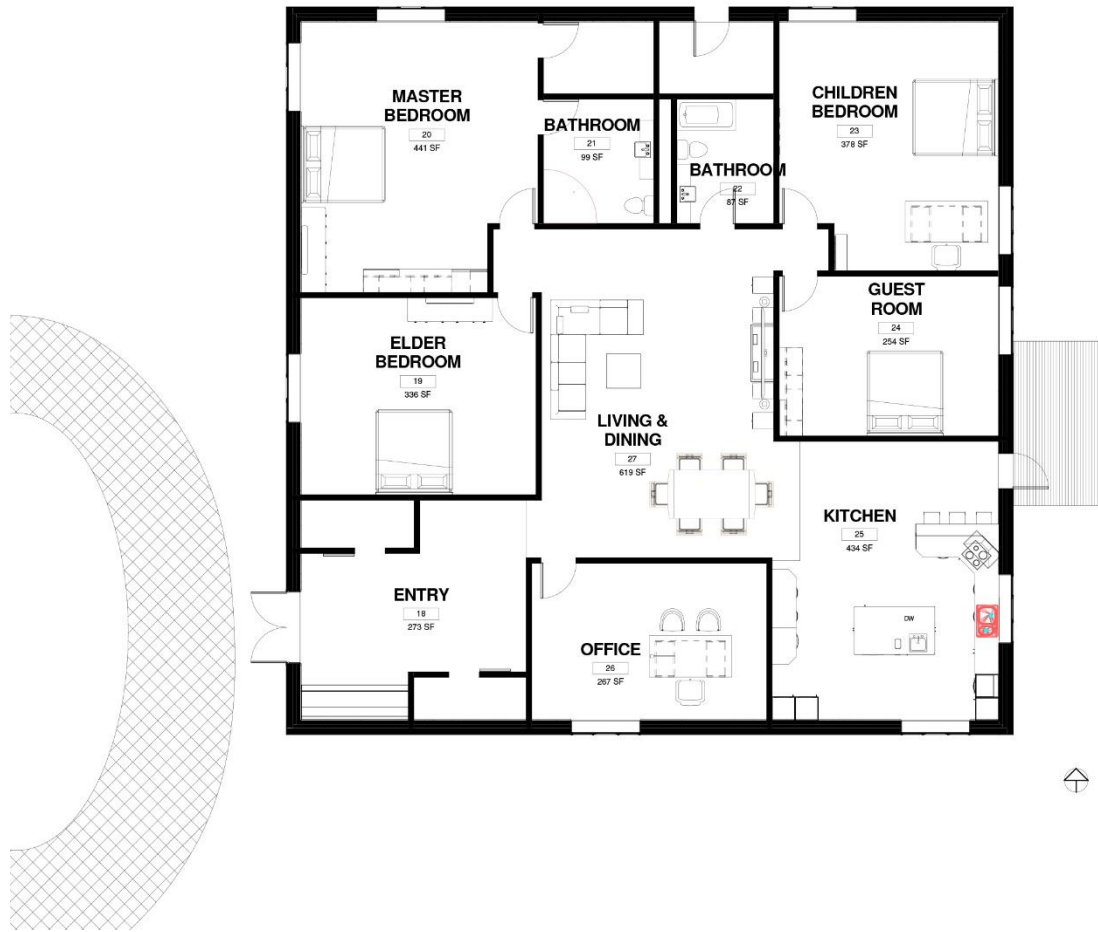 MASTER
BEDROOM
20
441 SF
BATHROOM
21
99 SF
BATHROOM
22
87 SF
CHILDREN
BEDROOM
23
378 SF
GUEST
ROOM
24
254 SF
ELDER
BEDROOM
19
336 SF
LIVING &
DINING
27
619 SF
KITCHEN
25
434 SF
DW
ENTRY
18
273 SF
OFFICE
26
267 SF